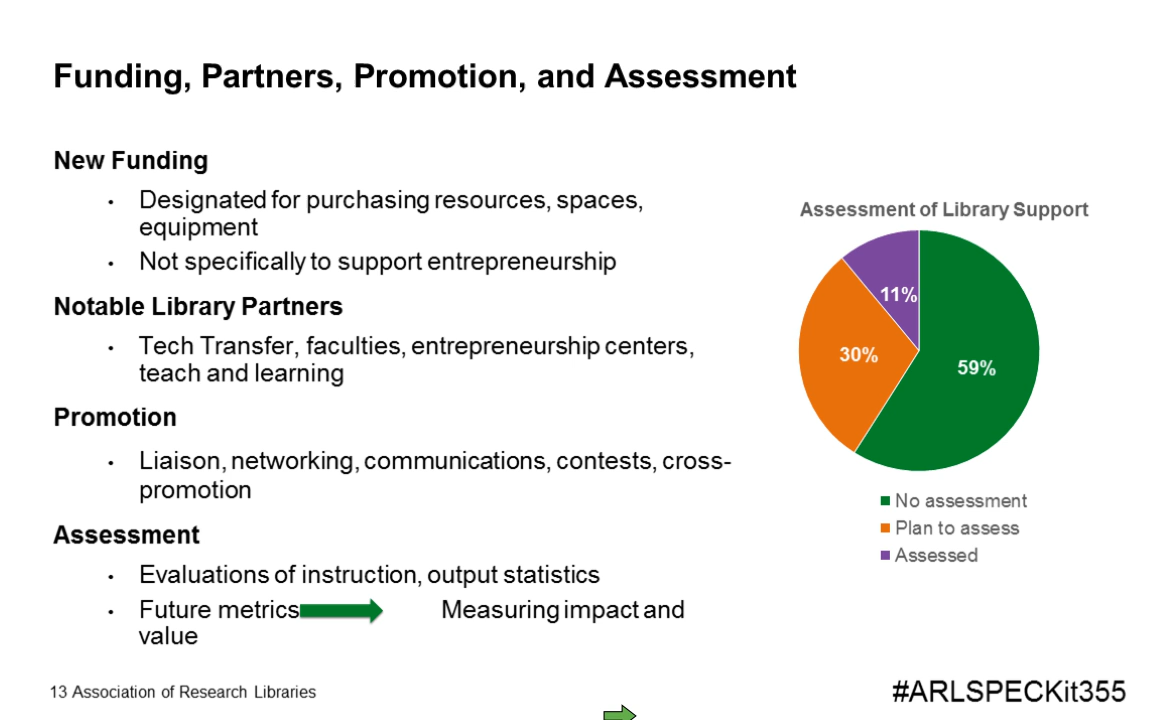 Funding, Partners, Promotion, and Assessment
New Funding
• Designated for purchasing resources, spaces,
equipment
• Not specifically to support entrepreneurship
Notable Library Partners
• Tech Transfer, faculties, entrepreneurship centers,
teach and learning
Promotion
• Liaison, networking, communications, contests, cross-
promotion
Assessment
• Evaluations of instruction, output statistics
• Future metrics Measuring impact and
value
Assessment of Library Support
11%
30%
59%
No assessment
Plan to assess
Assessed
13 Association of Research Libraries
#ARLSPECKit355